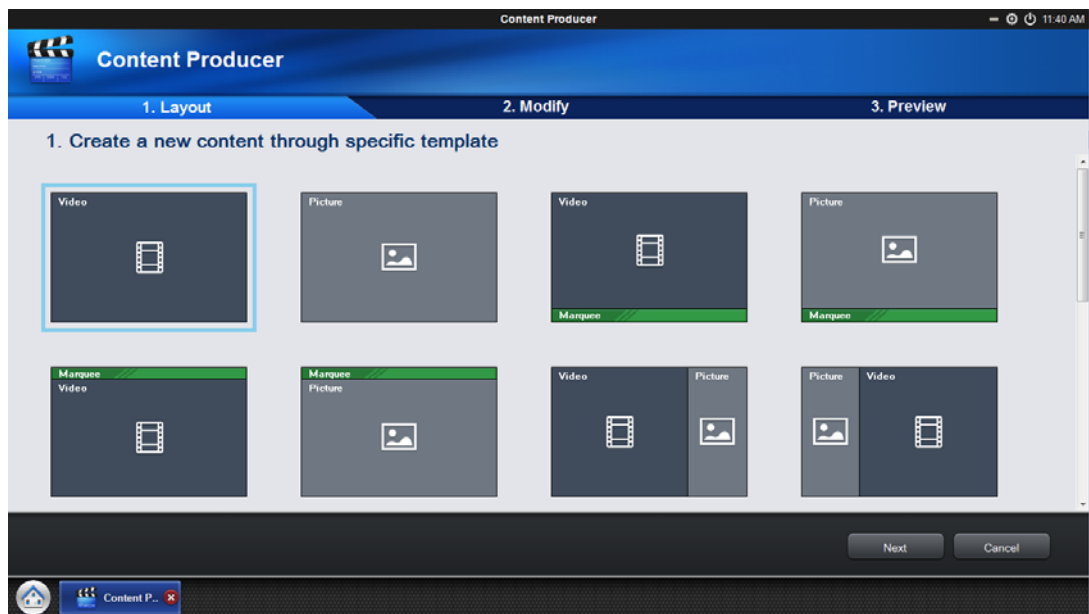 Content Producer
11:40 AM
Content Producer
1. Layout
2. Modify
3. Preview
1. Create a new content through specific template
Video
Picture
Video
Marquee
Picture
Marquee
Marquee
Video
Marquee
Picture
Video
Picture
Picture
Video
Next
Cancel
Content P..